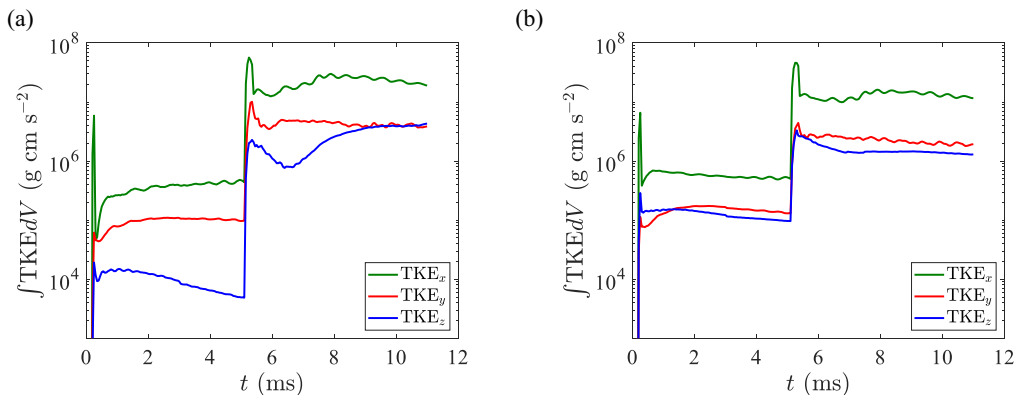 (a)
10^8
10^6
10^4
∫TKEdV (g cm s⁻²)
TKE_x
TKE_y
TKE_z
0 2 4 6 8 10 12
t (ms)
(b)
10^8
10^6
10^4
∫TKEdV (g cm s⁻²)
TKE_x
TKE_y
TKE_z
0 2 4 6 8 10 12
t (ms)